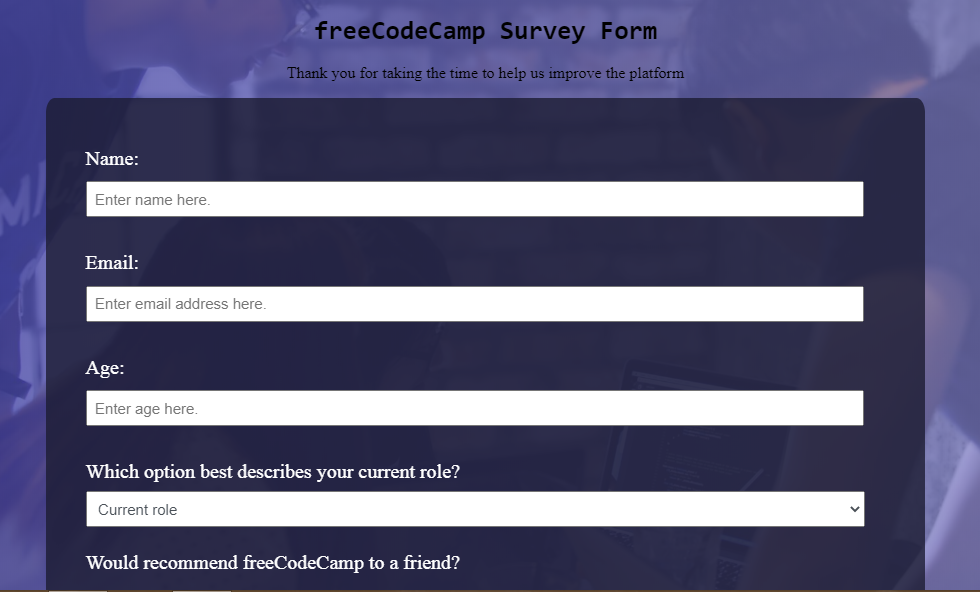 freeCodeCamp Survey Form
Thank you for taking the time to help us improve the platform
Name:
Enter name here.
Email:
Enter email address here.
Age:
Enter age here.
Which option best describes your current role?
Current role
Would recommend freeCodeCamp to a friend?